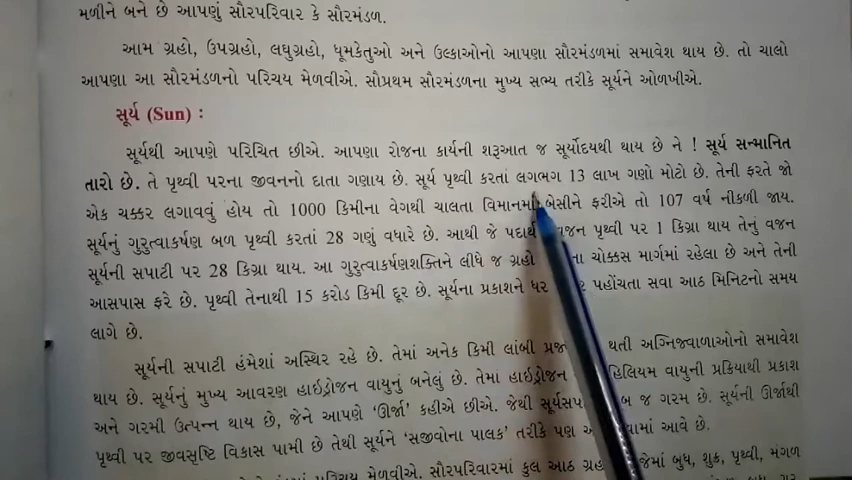 મળીને બને છે આપણું સૌરપરિવાર કે સૌરમંડળ.
આમ ગ્રહો, ઉપગ્રહો, લઘુગ્રહો, ધૂમકેતુઓ અને ઉલ્કાઓનો આપણા સૌરમંડળમાં સમાવેશ થાય છે. તો ચાલો
આપણા આ સૌરમંડળનો પરિચય મેળવીએ. સૌપ્રથમ સૌરમંડળના મુખ્ય સભ્ય તરીકે સૂર્યને ઓળખીએ.
સૂર્ય (Sun) :
સૂર્યથી આપણે પરિચિત છીએ. આપણા રોજના કાર્યની શરૂઆત જ સૂર્યોદયથી થાય છે ને ! સૂર્ય સન્માનિત
તારો છે. તે પૃથ્વી પરના જીવનનો દાતા ગણાય છે. સૂર્ય પૃથ્વી કરતાં લગભગ 13 લાખ ગણો મોટો છે. તેની ફરતે જો
એક ચક્કર લગાવવું હોય તો 1000 કિમીના વેગથી ચાલતા વિમાનમાં બેસીને ફરીએ તો 107 વર્ષ નીકળી જાય.
સૂર્યનું ગુરુત્વાકર્ષણ બળ પૃથ્વી કરતાં 28 ગણું વધારે છે. આથી જે પદાર્થ વજન પૃથ્વી પર 1 કિગ્રા થાય તેનું વજન
સૂર્યની સપાટી પર 28 કિગ્રા થાય. આ ગુરુત્વાકર્ષણશક્તિને લીધે જ ગ્રહો ચોક્કસ માર્ગમાં રહેલા છે અને તેની
આસપાસ ફરે છે. પૃથ્વી તેનાથી 15 કરોડ કિમી દૂર છે. સૂર્યના પ્રકાશને પહોંચતા સવા આઠ મિનિટનો સમય
લાગે છે.
સૂર્યની સપાટી હંમેશાં અસ્થિર રહે છે. તેમાં અનેક કિમી લાંબી થતી અગ્નિજ્વાળાઓનો સમાવેશ
થાય છે. સૂર્યનું મુખ્ય આવરણ હાઈડ્રોજન વાયુનું બનેલું છે. તેમાં હાઈડ્રોજન હિલિયમ વાયુની પ્રક્રિયાથી પ્રકાશ
અને ગરમી ઉત્પન્ન થાય છે, જેને આપણે ‘ઊર્જા’ કહીએ છીએ. જેથી જ ગરમ છે. સૂર્યની ઊર્જાથી
પૃથ્વી પર જીવસૃષ્ટિ વિકાસ પામી છે તેથી સૂર્યને ‘સજીવોના પાલક’ તરીકે પણ આવે છે.
પરિચય મેળવીએ. સૌરપરિવારમાં કુલ આઠ જેમાં બુધ, શુક્ર, પૃથ્વી, મંગળ